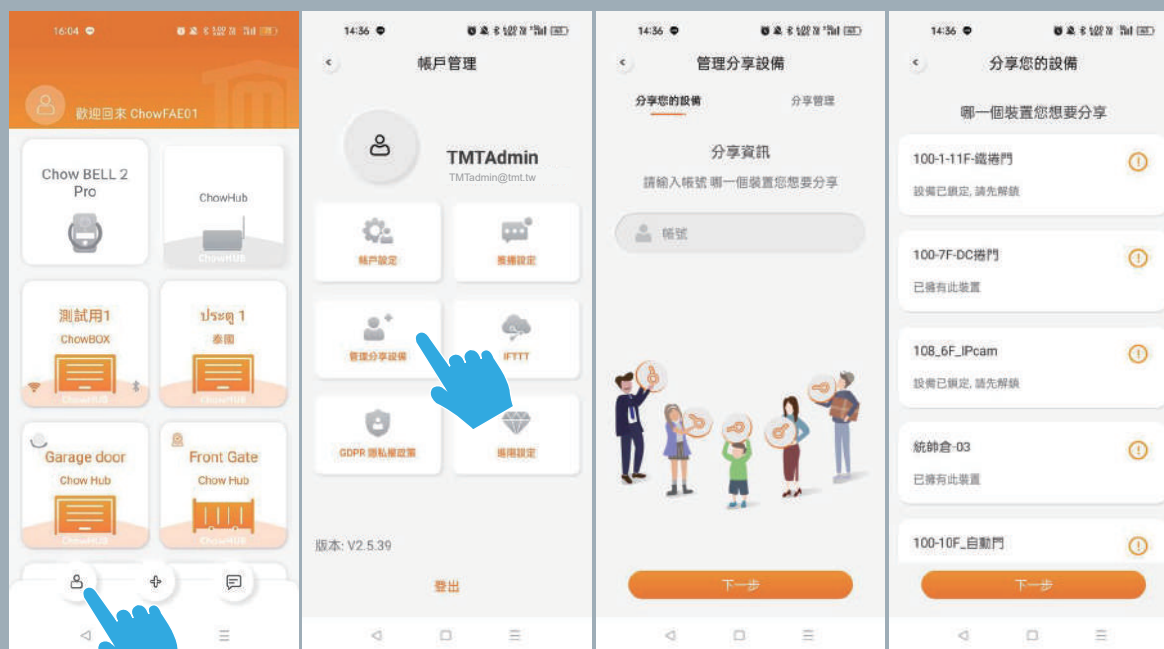 16:04
歡迎回來 ChowFAE01
Chow BELL 2
Pro
ChowHub
ChowHUB
測試用1
ChowBOX
ChowHUB
ประตู 1
泰國
ChowHUB
Garage door
Chow Hub
ChowHUB
Front Gate
Chow Hub
ChowHUB
14:36
帳戶管理
TMTAdmin
TMTadmin@tmt.tw
帳戶設定
管理分享設備
IFTTT
GDPR 隱私權政策
進階設定
版本: V2.5.39
登出
14:36
管理分享設備
分享您的設備
分享管理
分享資訊
請輸入帳號 哪一個裝置您想要分享
帳號
下一步
14:36
分享您的設備
哪一個裝置您想要分享
100-1-11F-鐵捲門
設備已鎖定, 請先解鎖
100-7F-DC捲門
已擁有此裝置
108_6F_IPcam
設備已鎖定, 請先解鎖
統帥倉-03
已擁有此裝置
100-10F_自動門
下一步